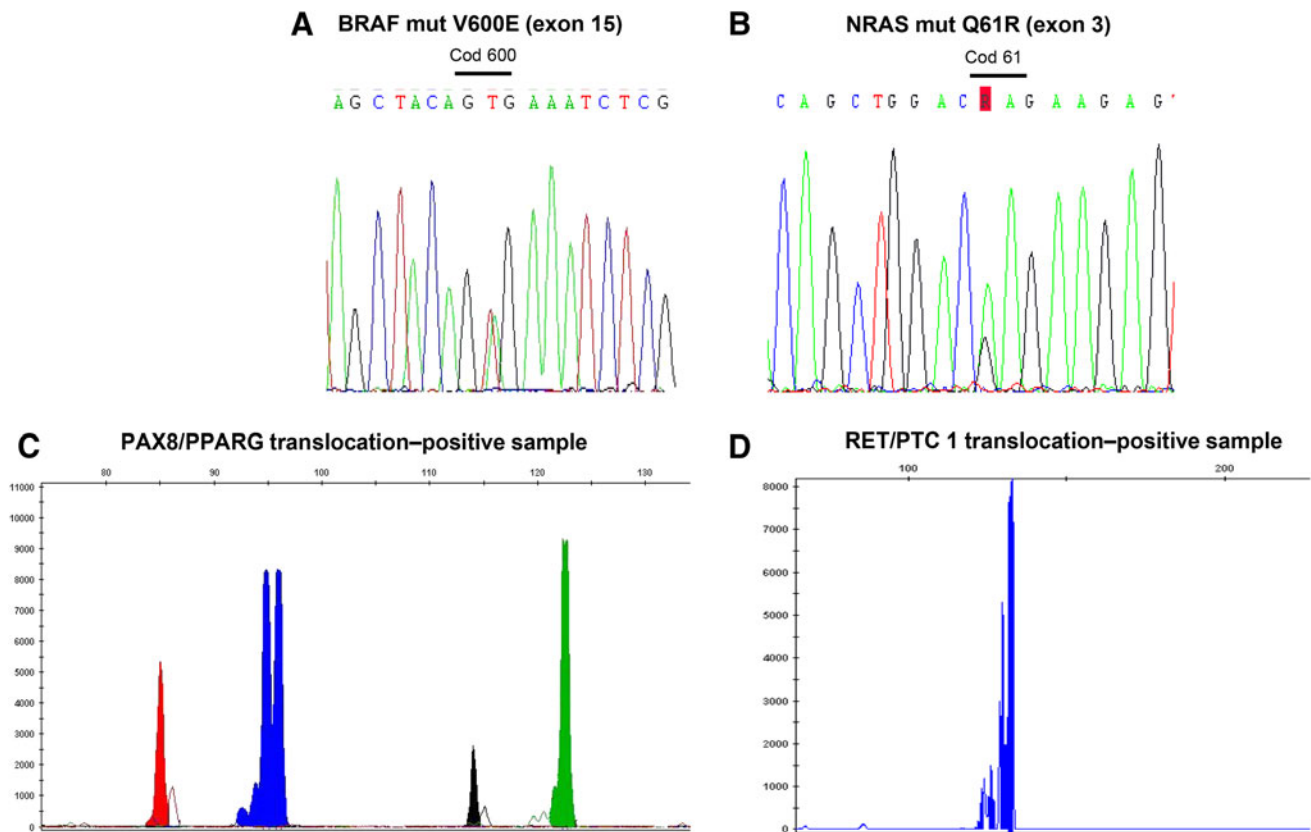 A BRAF mut V600E (exon 15)
Cod 600
A G C T A C A G T G A A A T C T C G
B NRAS mut Q61R (exon 3)
Cod 61
C A G C T G G A C R A G A A G A G
C PAX8/PPARG translocation–positive sample
80 90 100 110 120 130
11000
10000
9000
8000
7000
6000
5000
4000
3000
2000
1000
0
D RET/PTC 1 translocation–positive sample
100 200
8000
7000
6000
5000
4000
3000
2000
1000
0